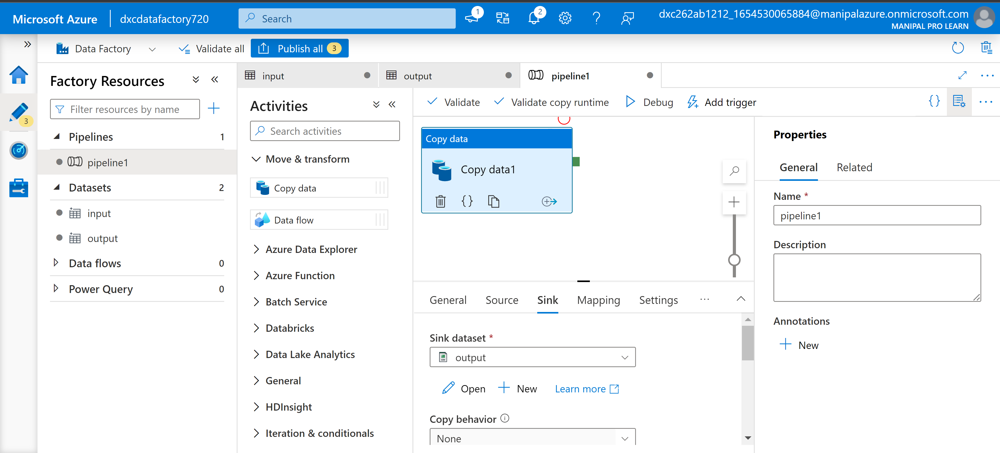 Microsoft Azure
dxcdatafactory720
Search
1
2
dxc262ab1212_1654530065884@manipalazure.onmicrosoft.com
MANIPAL PRO LEARN
Data Factory
Validate all
Publish all
3
3
Factory Resources
Filter resources by name
Pipelines 1
pipeline1
Datasets 2
input
output
Data flows 0
Power Query 0
input
output
pipeline1
Activities
Search activities
Move & transform
Copy data
Data flow
Azure Data Explorer
Azure Function
Batch Service
Databricks
Data Lake Analytics
General
HDInsight
Iteration & conditionals
Validate
Validate copy runtime
Debug
Add trigger
{}
Copy data
Copy data1
{}
General
Source
Sink
Mapping
Settings
Sink dataset *
CSV
output
Open
New
Learn more
Copy behavior
None
Properties
General
Related
Name *
pipeline1
Description
Annotations
New